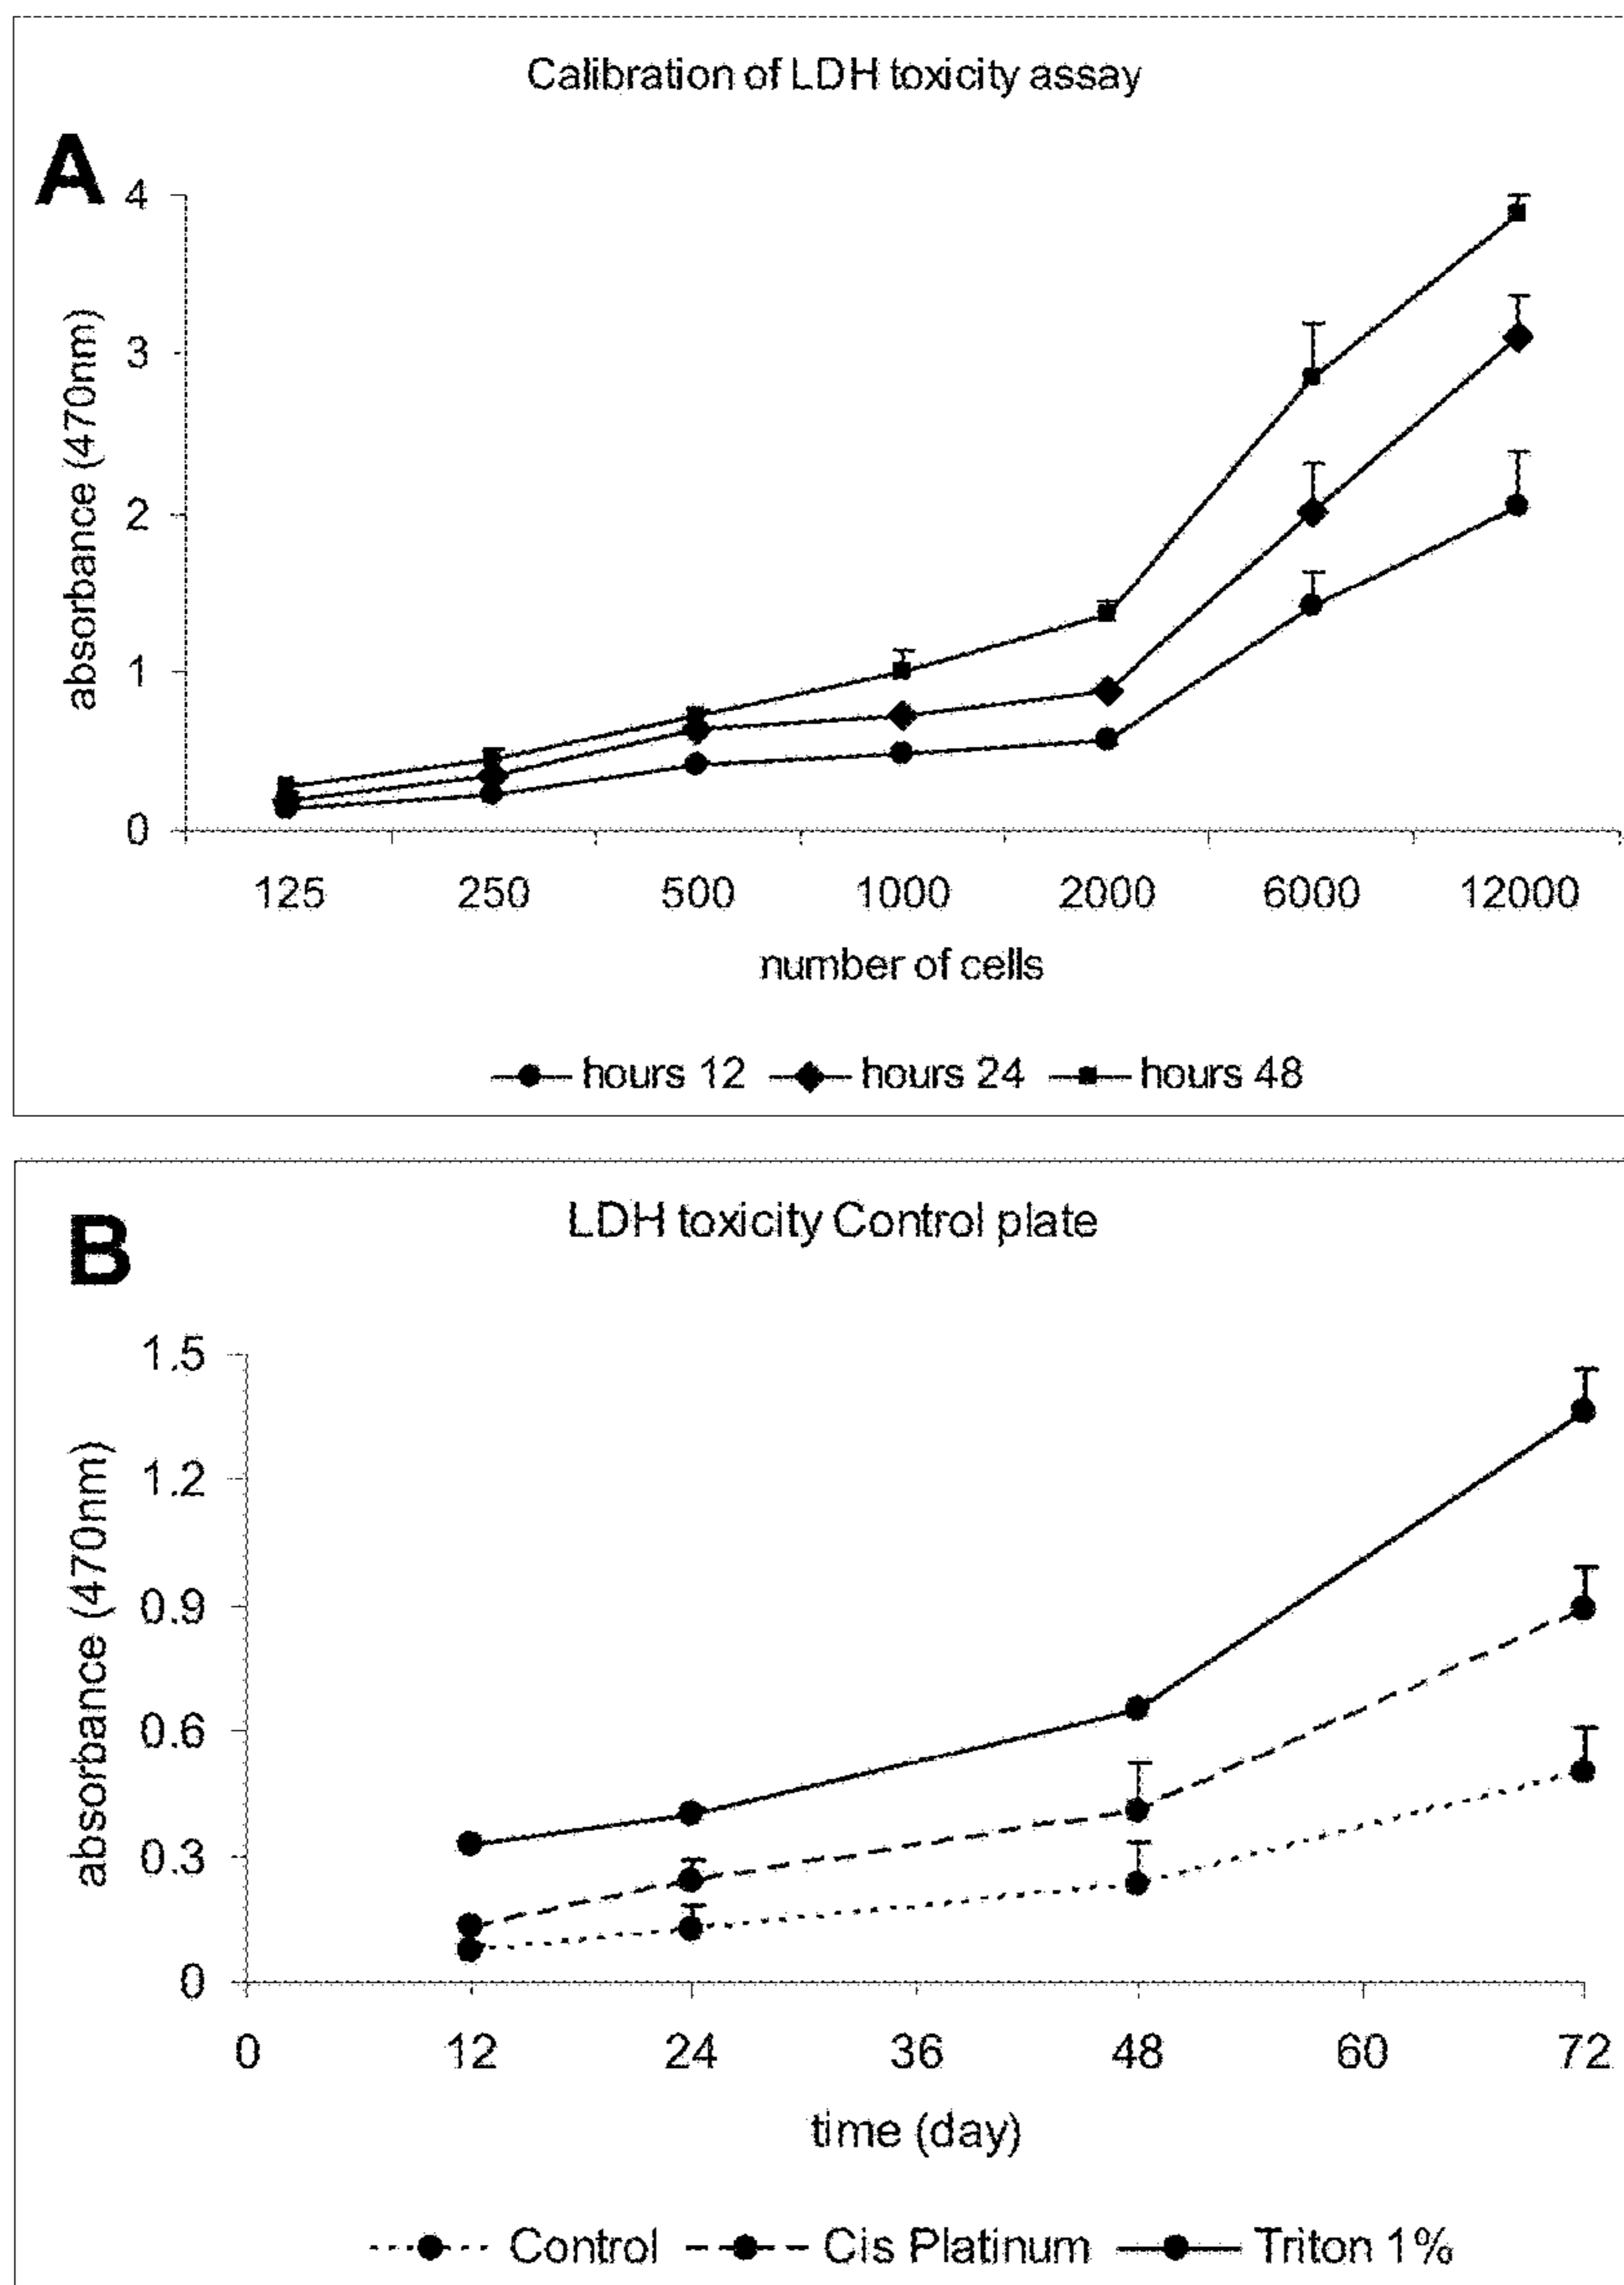 Calibration of LDH toxicity assay
A
4
3
2
1
0
absorbance (470nm)
125 250 500 1000 2000 6000 12000
number of cells
hours 12 hours 24 hours 48
B
LDH toxicity Control plate
1.5
1.2
0.9
0.6
0.3
0
absorbance (470nm)
0 12 24 36 48 60 72
time (day)
Control Cis Platinum Triton 1%